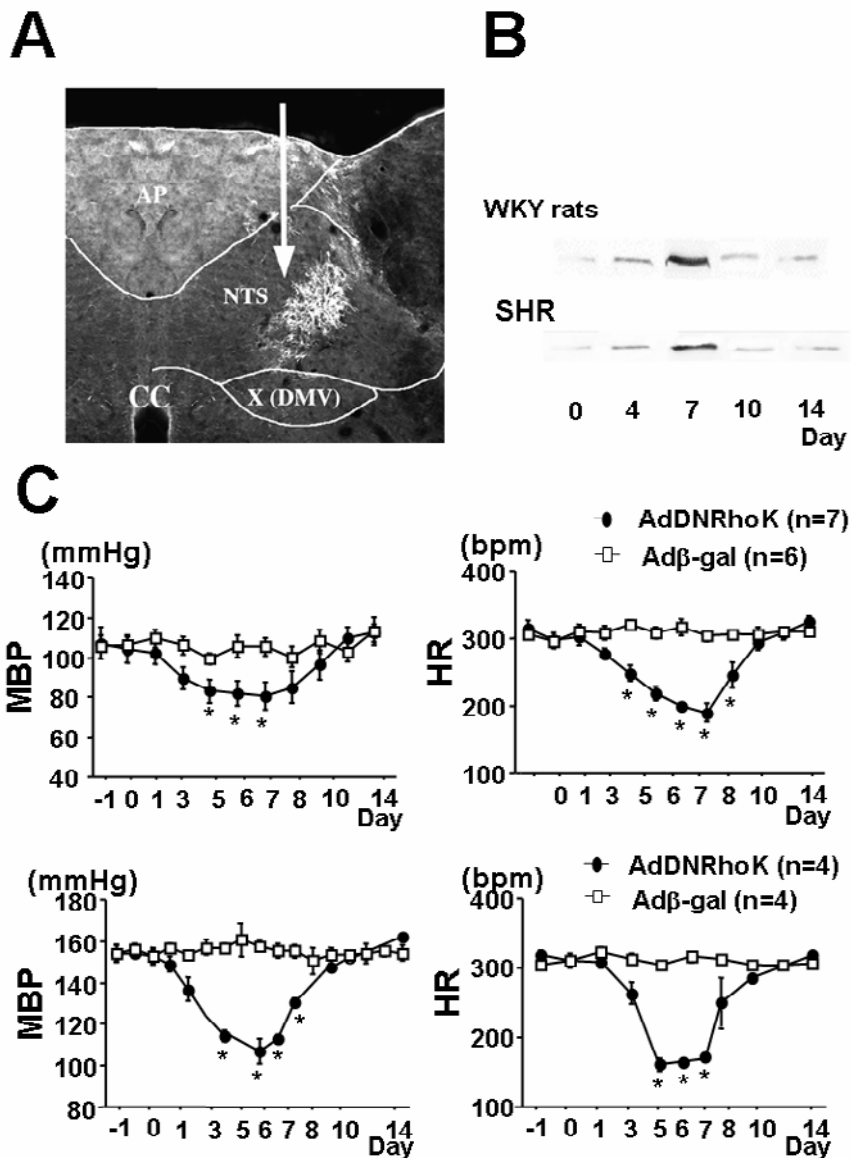 A
AP
NTS
CC
X (DMV)
B
WKY rats
SHR
0 4 7 10 14
Day
C
(mmHg)
140
120
100
80
60
40
MBP
* * *
-1 0 1 3 5 6 7 8 10 14
Day
AdDNRhoK (n=7)
Adβ-gal (n=6)
(bpm)
400
300
200
100
HR
* * * * *
0 1 3 5 6 7 8 10 14
Day
(mmHg)
180
160
140
120
100
80
MBP
* * * *
-1 0 1 3 5 6 7 8 10 14
Day
AdDNRhoK (n=4)
Adβ-gal (n=4)
(bpm)
400
300
200
100
HR
* * *
-1 0 1 3 5 6 7 8 10 14
Day